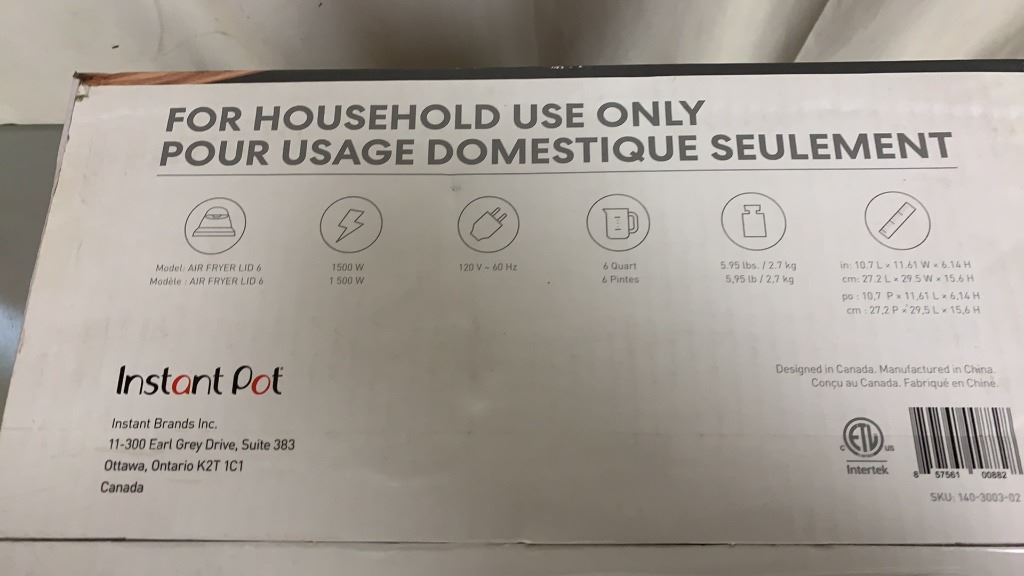 FOR HOUSEHOLD USE ONLY
POUR USAGE DOMESTIQUE SEULEMENT
Model: AIR FRYER LID 6
Modèle : AIR FRYER LID 6
1500 W
1 500 W
120 V ~ 60 Hz
6 Quart
6 Pintes
5.95 lbs. / 2.7 kg
5,95 lb / 2,7 kg
in: 10.7 L × 11.61 W × 6.14 H
cm: 27.2 L × 29.5 W × 15.6 H
po : 10,7 P × 11,61 L × 6,14 H
cm : 27,2 P × 29,5 L × 15,6 H
Instant Pot
Instant Brands Inc.
11-300 Earl Grey Drive, Suite 383
Ottawa, Ontario K2T 1C1
Canada
Designed in Canada. Manufactured in China.
Conçu au Canada. Fabriqué en Chine.
ETL
c us
Intertek
8 57561 00882
SKU: 140-3003-02